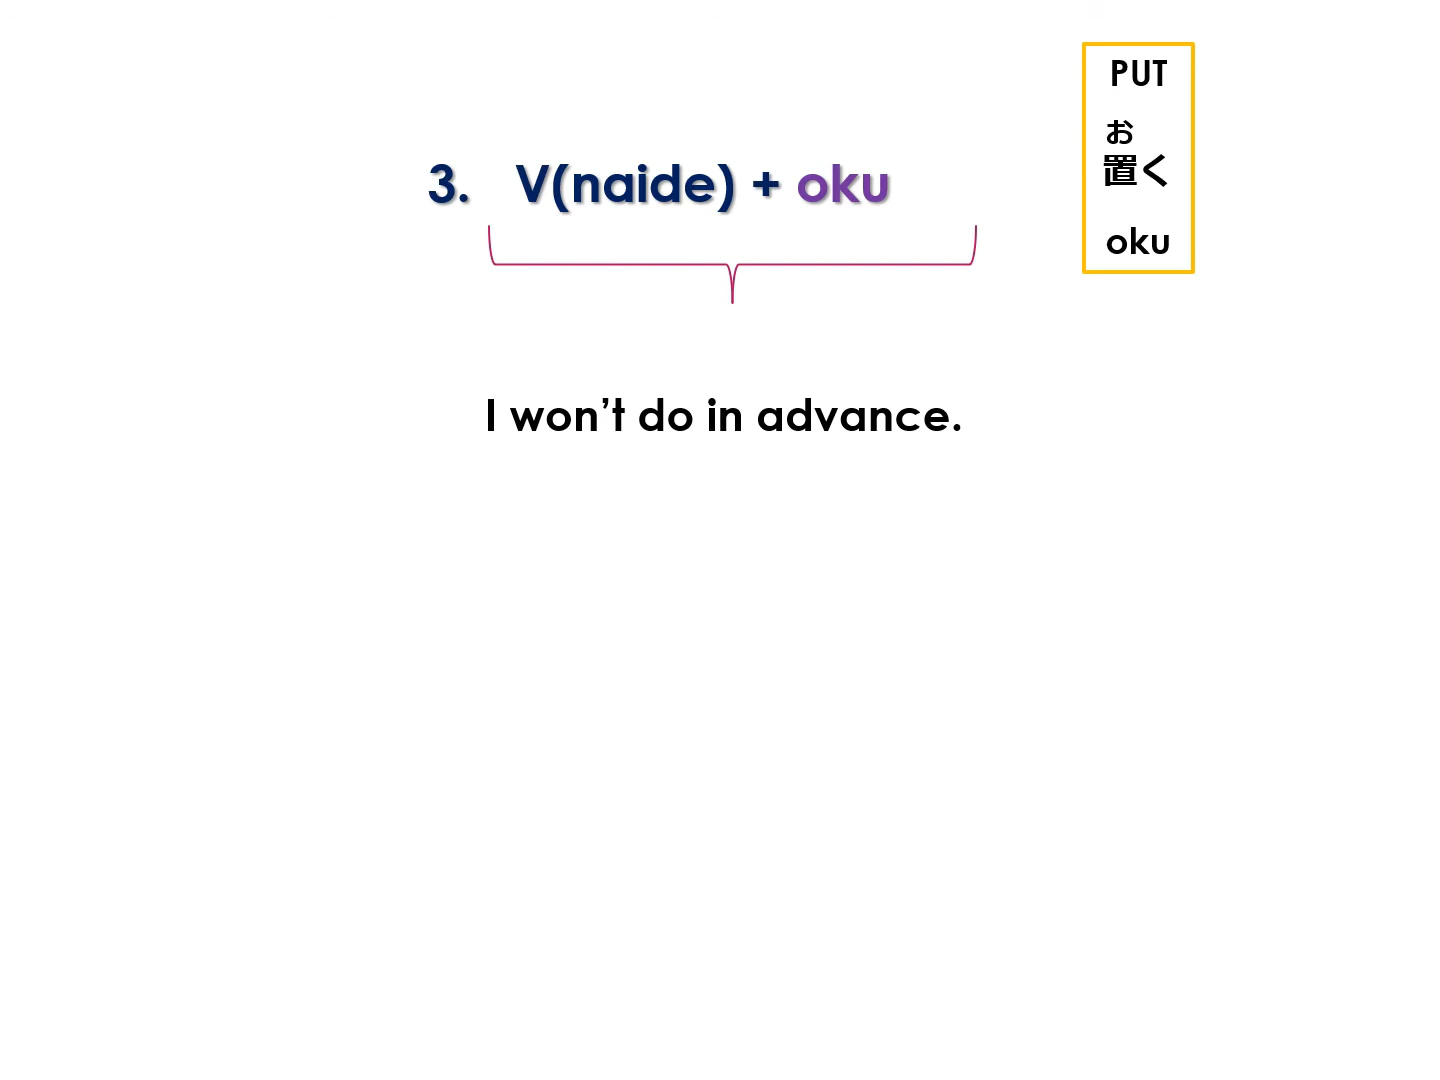 PUT
お
置く
oku
3. V(naide) + oku
I won’t do in advance.